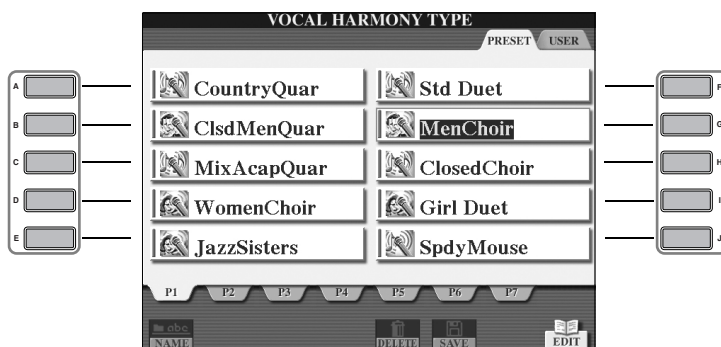 VOCAL HARMONY TYPE
PRESET USER
A CountryQuar Std Duet F
B ClsdMenQuar MenChoir G
C MixAcapQuar ClosedChoir H
D WomenChoir Girl Duet I
E JazzSisters SpdyMouse J
P1 P2 P3 P4 P5 P6 P7
abc
NAME DELETE SAVE EDIT